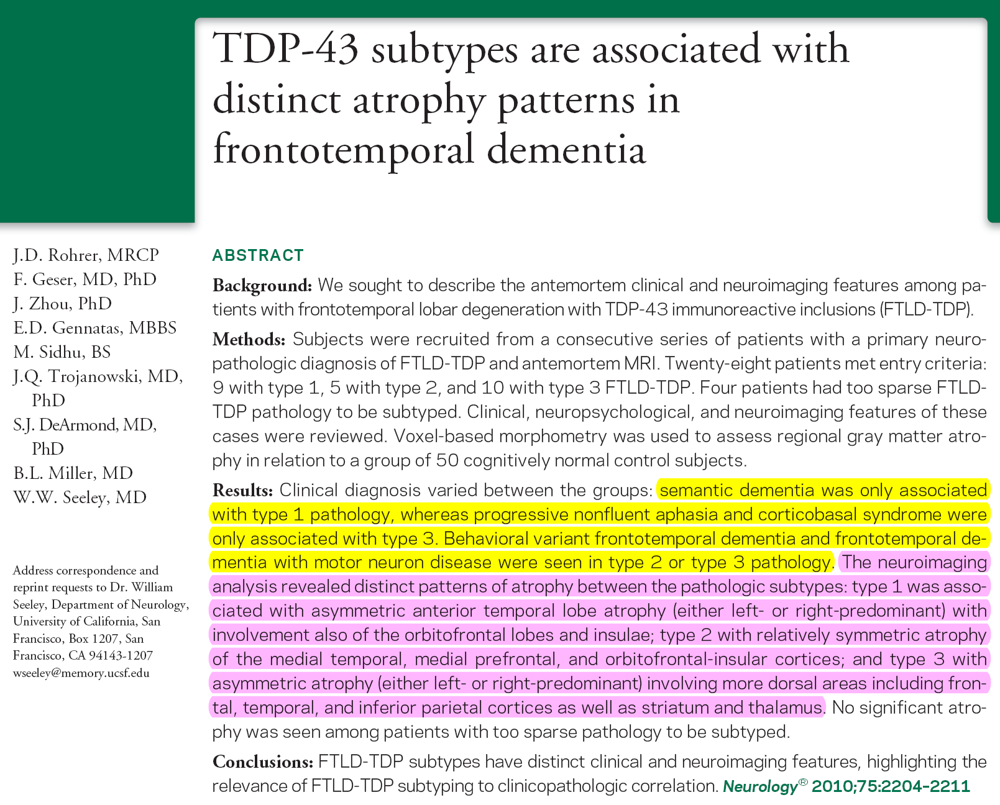 TDP-43 subtypes are associated with
distinct atrophy patterns in
frontotemporal dementia
J.D. Rohrer, MRCP
F. Geser, MD, PhD
J. Zhou, PhD
E.D. Gennatas, MBBS
M. Sidhu, BS
J.Q. Trojanowski, MD,
PhD
S.J. DeArmond, MD,
PhD
B.L. Miller, MD
W.W. Seeley, MD
Address correspondence and
reprint requests to Dr. William
Seeley, Department of Neurology,
University of California, San
Francisco, Box 1207, San
Francisco, CA 94143-1207
wseeley@memory.ucsf.edu
ABSTRACT
Background: We sought to describe the antemortem clinical and neuroimaging features among pa-
tients with frontotemporal lobar degeneration with TDP-43 immunoreactive inclusions (FTLD-TDP).
Methods: Subjects were recruited from a consecutive series of patients with a primary neuro-
pathologic diagnosis of FTLD-TDP and antemortem MRI. Twenty-eight patients met entry criteria:
9 with type 1, 5 with type 2, and 10 with type 3 FTLD-TDP. Four patients had too sparse FTLD-
TDP pathology to be subtyped. Clinical, neuropsychological, and neuroimaging features of these
cases were reviewed. Voxel-based morphometry was used to assess regional gray matter atro-
phy in relation to a group of 50 cognitively normal control subjects.
Results: Clinical diagnosis varied between the groups: semantic dementia was only associated
with type 1 pathology, whereas progressive nonfluent aphasia and corticobasal syndrome were
only associated with type 3. Behavioral variant frontotemporal dementia and frontotemporal de-
mentia with motor neuron disease were seen in type 2 or type 3 pathology. The neuroimaging
analysis revealed distinct patterns of atrophy between the pathologic subtypes: type 1 was asso-
ciated with asymmetric anterior temporal lobe atrophy (either left- or right-predominant) with
involvement also of the orbitofrontal lobes and insulae; type 2 with relatively symmetric atrophy
of the medial temporal, medial prefrontal, and orbitofrontal-insular cortices; and type 3 with
asymmetric atrophy (either left- or right-predominant) involving more dorsal areas including fron-
tal, temporal, and inferior parietal cortices as well as striatum and thalamus. No significant atro-
phy was seen among patients with too sparse pathology to be subtyped.
Conclusions: FTLD-TDP subtypes have distinct clinical and neuroimaging features, highlighting the
relevance of FTLD-TDP subtyping to clinicopathologic correlation. Neurology® 2010;75:2204–2211